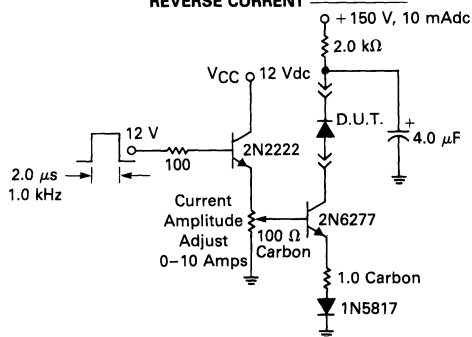 REVERSE CURRENT
+150 V, 10 mAdc
2.0 kΩ
VCC 12 Vdc
D.U.T.
+
4.0 μF
12 V
100
2N2222
2.0 μs
1.0 kHz
Current
Amplitude
Adjust
0–10 Amps
100 Ω
Carbon
2N6277
1.0 Carbon
1N5817